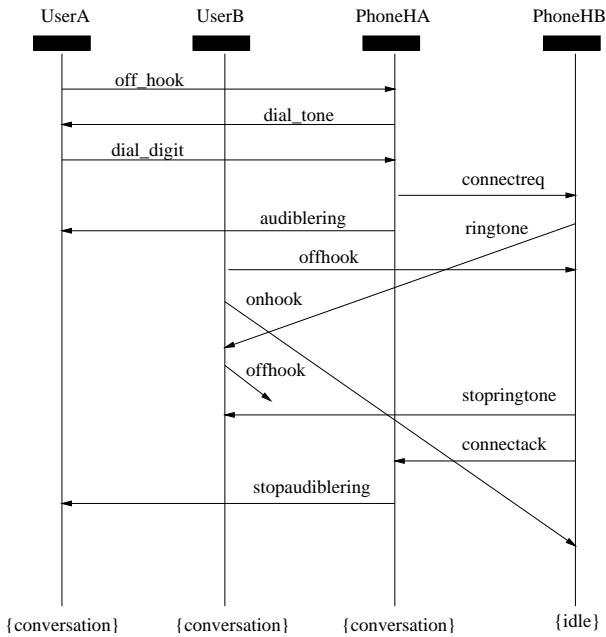 UserA UserB PhoneHA PhoneHB
off_hook
dial_tone
dial_digit
connectreq
audiblering
ringtone
offhook
onhook
offhook
stopringtone
connectack
stopaudiblering
{conversation} {conversation} {conversation} {idle}